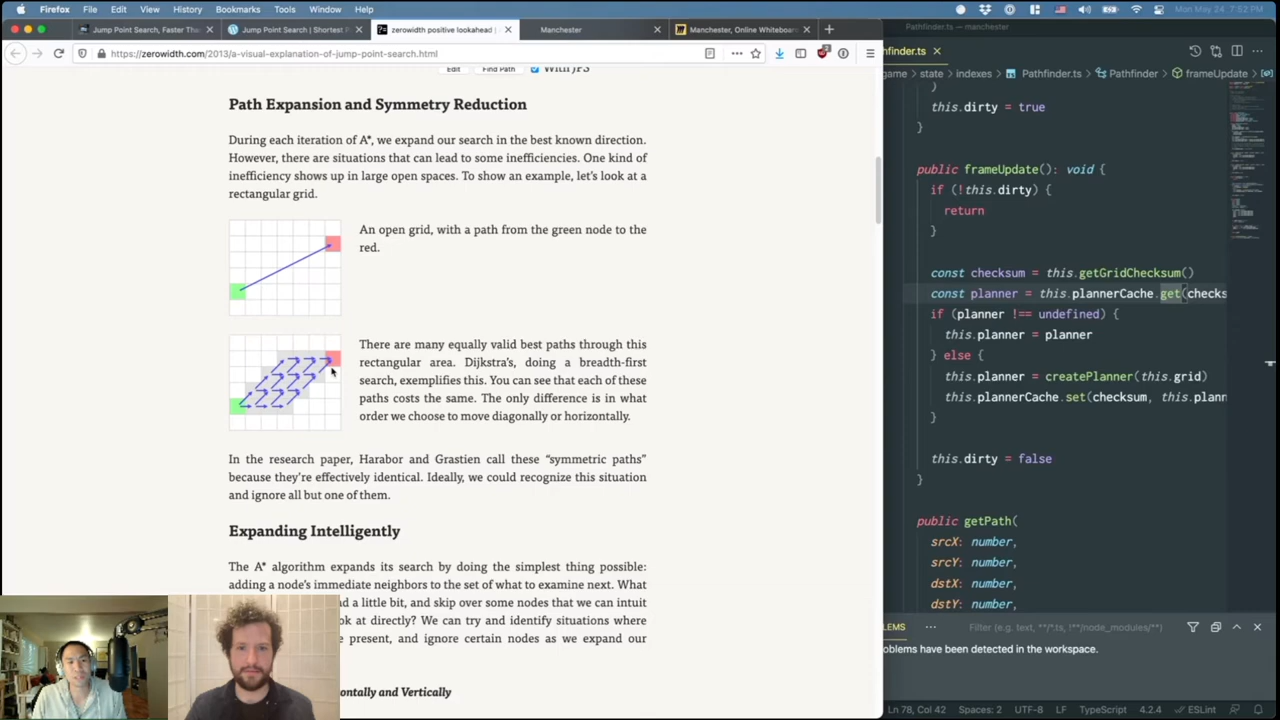 Firefox File Edit View History Bookmarks Tools Window Help Mon May 24 7:52 PM
Jump Point Search, Faster Tha
Jump Point Search | Shortest P
zerowidth positive lookahead |
Manchester
Manchester, Online Whiteboar
https://zerowidth.com/2013/a-visual-explanation-of-jump-point-search.html
Edit Find Path With JPS
Path Expansion and Symmetry Reduction
During each iteration of A*, we expand our search in the best known direction.
However, there are situations that can lead to some inefficiencies. One kind of
inefficiency shows up in large open spaces. To show an example, let's look at a
rectangular grid.
An open grid, with a path from the green node to the
red.
There are many equally valid best paths through this
rectangular area. Dijkstra's, doing a breadth-first
search, exemplifies this. You can see that each of these
paths costs the same. The only difference is in what
order we choose to move diagonally or horizontally.
In the research paper, Harabor and Grastien call these “symmetric paths”
because they're effectively identical. Ideally, we could recognize this situation
and ignore all but one of them.
Expanding Intelligently
The A* algorithm expands its search by doing the simplest thing possible:
adding a node's immediate neighbors to the set of what to examine next. What
d a little bit, and skip over some nodes that we can intuit
ok at directly? We can try and identify situations where
e present, and ignore certain nodes as we expand our
ontally and Vertically
Pathfinder.ts — manchester
hfinder.ts
game > state > indexes > Pathfinder.ts > Pathfinder > frameUpdate
)
this.dirty = true
}
public frameUpdate(): void {
if (!this.dirty) {
return
}
const checksum = this.getGridChecksum()
const planner = this.plannerCache.get(checks
if (planner !== undefined) {
this.planner = planner
} else {
this.planner = createPlanner(this.grid)
this.plannerCache.set(checksum, this.plann
}
this.dirty = false
}
public getPath(
srcX: number,
srcY: number,
dstX: number,
dstY: number,
LEMS Filter (e.g. text, **/*.ts, !**/node_modules/**)
oblems have been detected in the workspace.
Ln 78, Col 42 Spaces: 2 UTF-8 LF TypeScript 4.2.4 ESLint